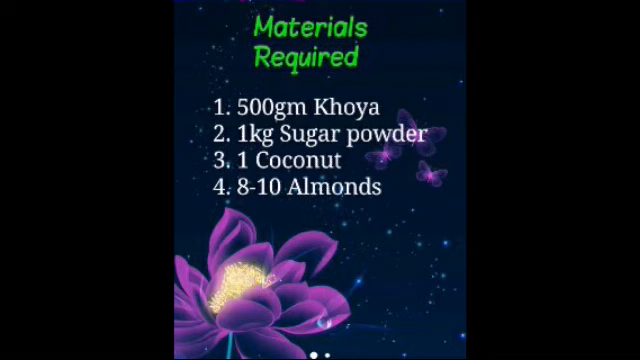 Materials
Required
1. 500gm Khoya
2. 1kg Sugar powder
3. 1 Coconut
4. 8-10 Almonds